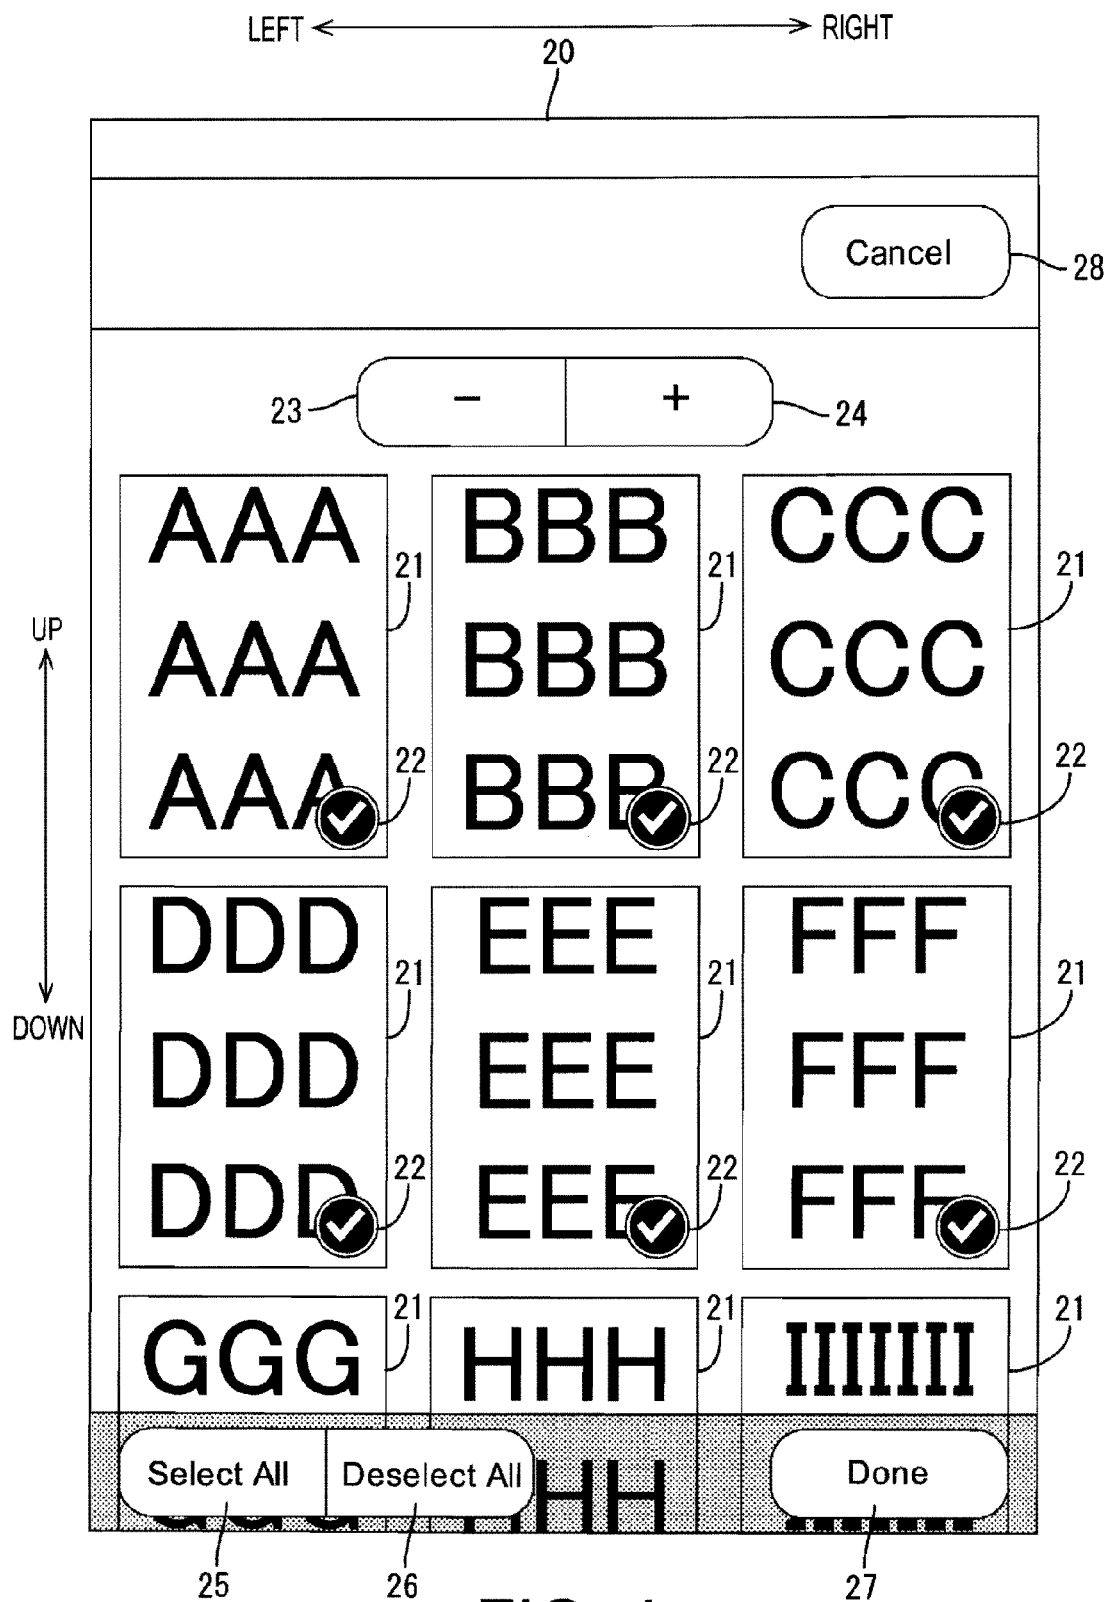 LEFT RIGHT
20
Cancel
28
23 − + 24
AAA BBB CCC
21 21 21
UP
AAA BBB CCC
22 22 22
AAA BBB CCC
DDD EEE FFF
21 21 21
DOWN
DDD EEE FFF
22 22 22
DDD EEE FFF
21 21 21
GGG HHH IIIIIII
Select All Deselect All HHH Done
25 26 27